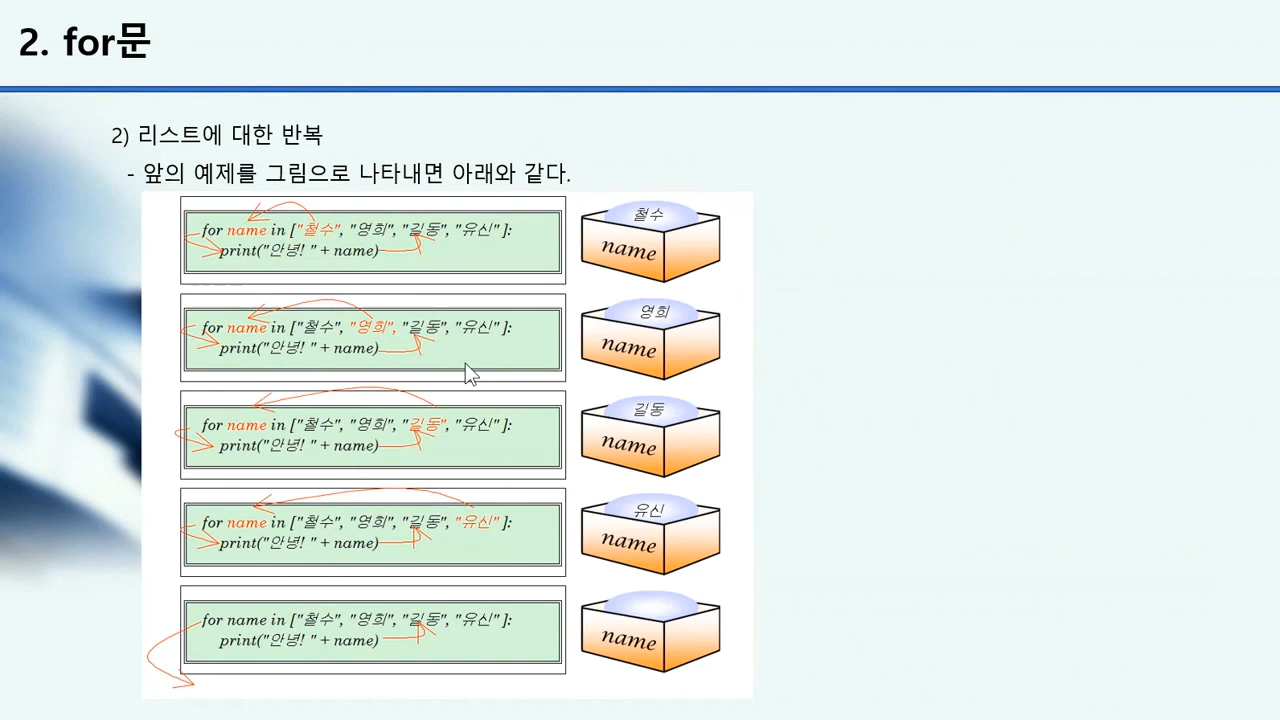 2. for문
2) 리스트에 대한 반복
- 앞의 예제를 그림으로 나타내면 아래와 같다.
for name in ["철수", "영희", "길동", "유신" ]:
print("안녕! " + name)
철수
name
for name in ["철수", "영희", "길동", "유신" ]:
print("안녕! " + name)
영희
name
for name in ["철수", "영희", "길동", "유신" ]:
print("안녕! " + name)
길동
name
for name in ["철수", "영희", "길동", "유신" ]:
print("안녕! " + name)
유신
name
for name in ["철수", "영희", "길동", "유신" ]:
print("안녕! " + name)
name